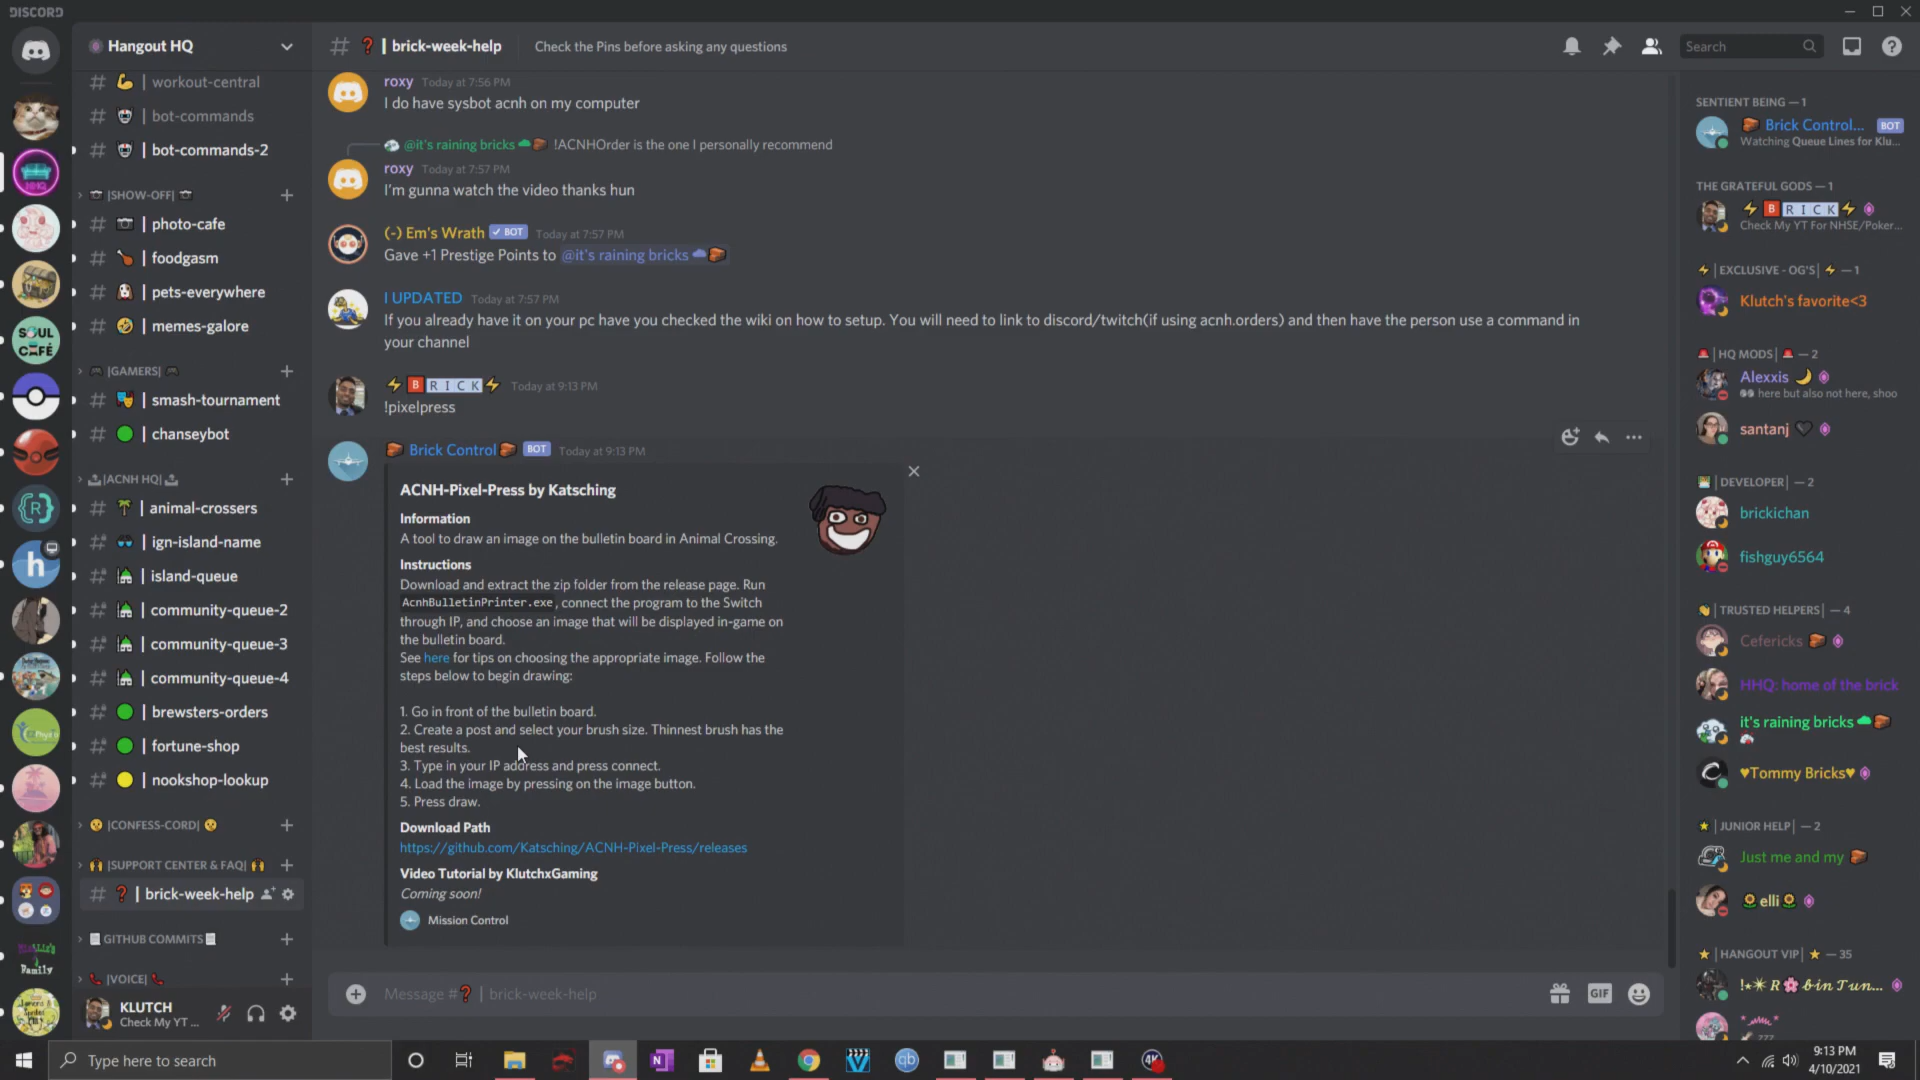 DISCORD
Hangout HQ
workout-central
bot-commands
bot-commands-2
|SHOW-OFF|
photo-cafe
foodgasm
pets-everywhere
memes-galore
|GAMERS|
smash-tournament
chanseybot
|ACNH HQ|
animal-crossers
ign-island-name
island-queue
community-queue-2
community-queue-3
community-queue-4
brewsters-orders
fortune-shop
nookshop-lookup
|CONFESS-CORD|
|SUPPORT CENTER & FAQ|
brick-week-help
GITHUB COMMITS
|VOICE|
KLUTCH
Check My YT ...
SOUL
CAFÉ
{R}
h
Family
# ❓ | brick-week-help
Check the Pins before asking any questions
Search
roxy Today at 7:56 PM
I do have sysbot acnh on my computer
@it's raining bricks !ACNHOrder is the one I personally recommend
roxy Today at 7:57 PM
I'm gunna watch the video thanks hun
(-) Em's Wrath BOT Today at 7:57 PM
Gave +1 Prestige Points to @it's raining bricks
I UPDATED Today at 7:57 PM
If you already have it on your pc have you checked the wiki on how to setup. You will need to link to discord/twitch(if using acnh.orders) and then have the person use a command in
your channel
⚡BRICK⚡ Today at 9:13 PM
!pixelpress
Brick Control BOT Today at 9:13 PM
ACNH-Pixel-Press by Katsching
Information
A tool to draw an image on the bulletin board in Animal Crossing.
Instructions
Download and extract the zip folder from the release page. Run
AcnhBulletinPrinter.exe, connect the program to the Switch
through IP, and choose an image that will be displayed in-game on
the bulletin board.
See here for tips on choosing the appropriate image. Follow the
steps below to begin drawing:
1. Go in front of the bulletin board.
2. Create a post and select your brush size. Thinnest brush has the
best results.
3. Type in your IP address and press connect.
4. Load the image by pressing on the image button.
5. Press draw.
Download Path
https://github.com/Katsching/ACNH-Pixel-Press/releases
Video Tutorial by KlutchxGaming
Coming soon!
Mission Control
Message #❓ | brick-week-help
GIF
SENTIENT BEING — 1
Brick Control... BOT
Watching Queue Lines for Klu...
THE GRATEFUL GODS — 1
⚡BRICK⚡
Check My YT For NHSE/Poker...
⚡|EXCLUSIVE - OG'S|⚡ — 1
Klutch's favorite<3
|HQ MODS| — 2
Alexxis
here but also not here, shoo
santanj
|DEVELOPER| — 2
brickichan
fishguy6564
|TRUSTED HELPERS| — 4
Cefericks
HHQ: home of the brick
it's raining bricks
♥Tommy Bricks♥
|JUNIOR HELP| — 2
Just me and my
elli
|HANGOUT VIP| — 35
Type here to search
9:13 PM
4/10/2021